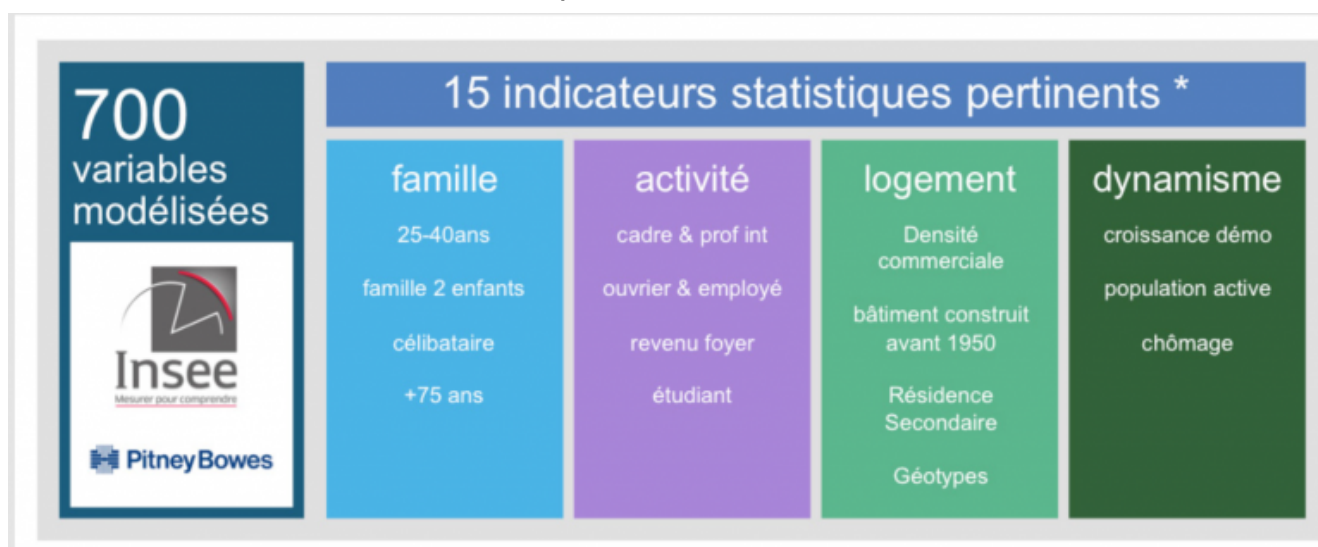 700
variables
modélisées
Insee
Mesurer pour comprendre
PitneyBowes
15 indicateurs statistiques pertinents *
famille
25-40ans
famille 2 enfants
célibataire
+75 ans
activité
cadre & prof int
ouvrier & employé
revenu foyer
étudiant
logement
Densité
commerciale
bâtiment construit
avant 1950
Résidence
Secondaire
Géotypes
dynamisme
croissance démo
population active
chômage